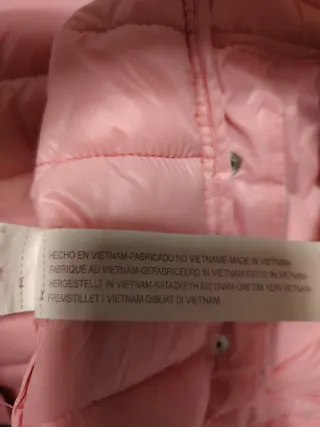 HECHO EN VIETNAM-FABRICADO NO VIETNAME-MADE IN VIETNAM
FABRIQUÉ AU VIETNAM-GEFABRICEERD IN VIETNAM-FATTO IN VIETNAM
HERGESTELLT IN VIETNAM-ΚΑΤΑΣΚΕΥΗ ΒΙΕΤΝΑΜ-ÜRETIM YERI VIETNAM
FREMSTILLET I VIETNAM-DIBUAT DI VIETNAM